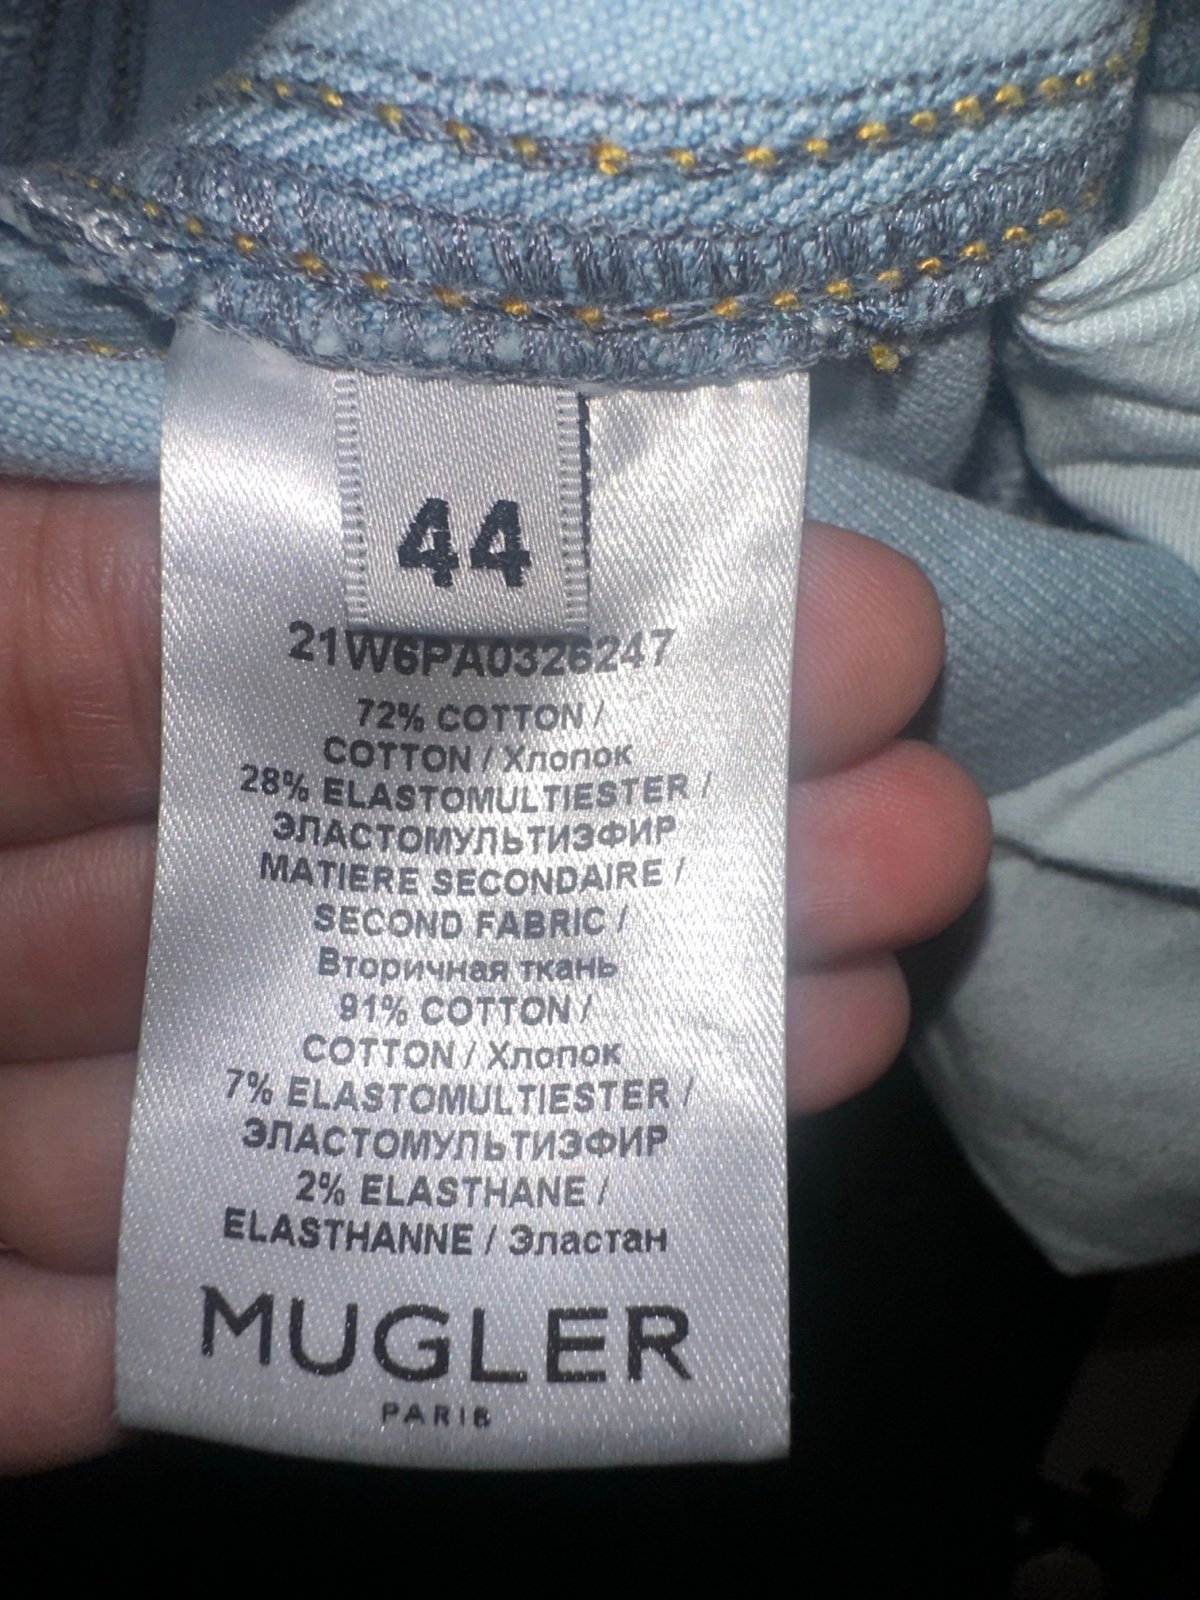 44
21W6PA0326247
72% COTTON /
COTTON / Хлопок
28% ELASTOMULTIESTER /
ЭЛАСТОМУЛЬТИЭФИР
MATIERE SECONDAIRE /
SECOND FABRIC /
Вторичная ткань
91% COTTON /
COTTON / Хлопок
7% ELASTOMULTIESTER /
ЭЛАСТОМУЛЬТИЭФИР
2% ELASTHANE /
ELASTHANNE / Эластан
MUGLER
PARIS